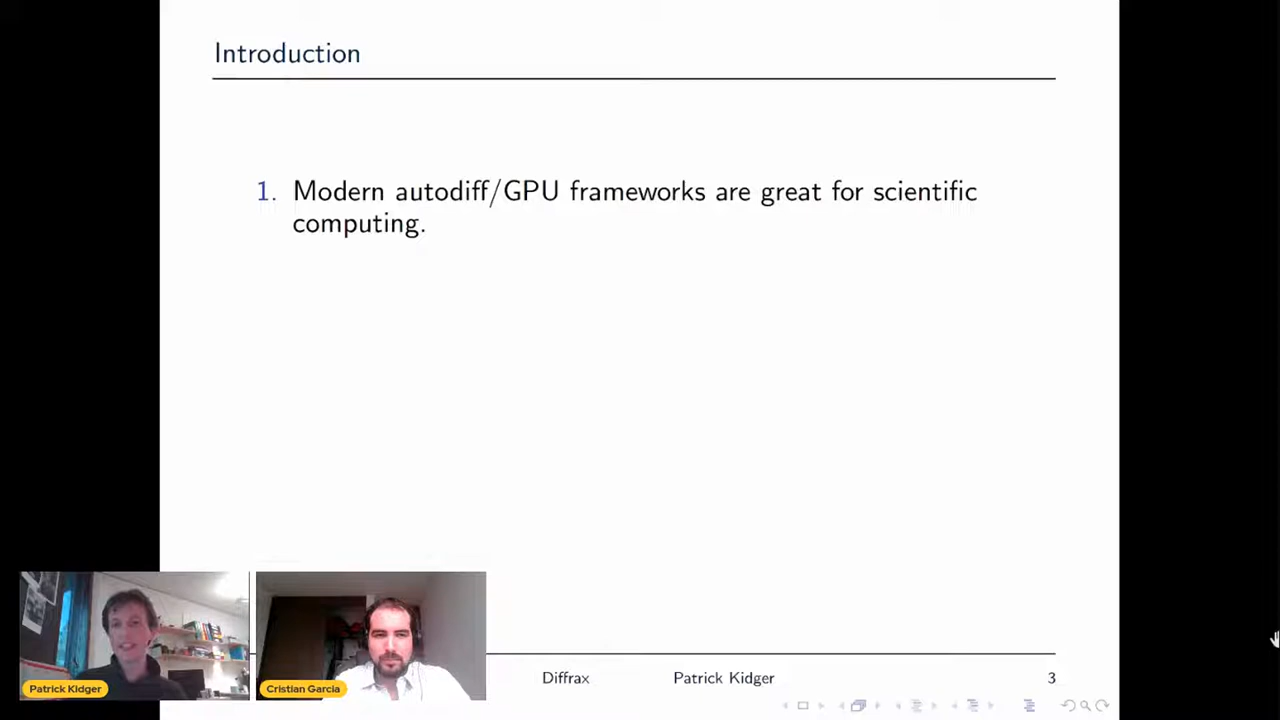 Introduction
1. Modern autodiff/GPU frameworks are great for scientific
computing.
Patrick Kidger
Cristian Garcia
Diffrax Patrick Kidger 3